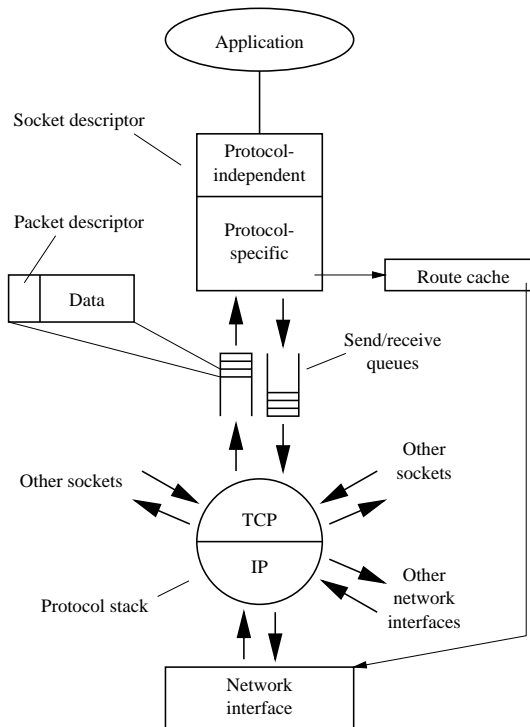 Application
Socket descriptor
Protocol-
independent
Packet descriptor
Protocol-
specific
Data
Route cache
Send/receive
queues
Other sockets
Other
sockets
TCP
IP
Protocol stack
Other
network
interfaces
Network
interface